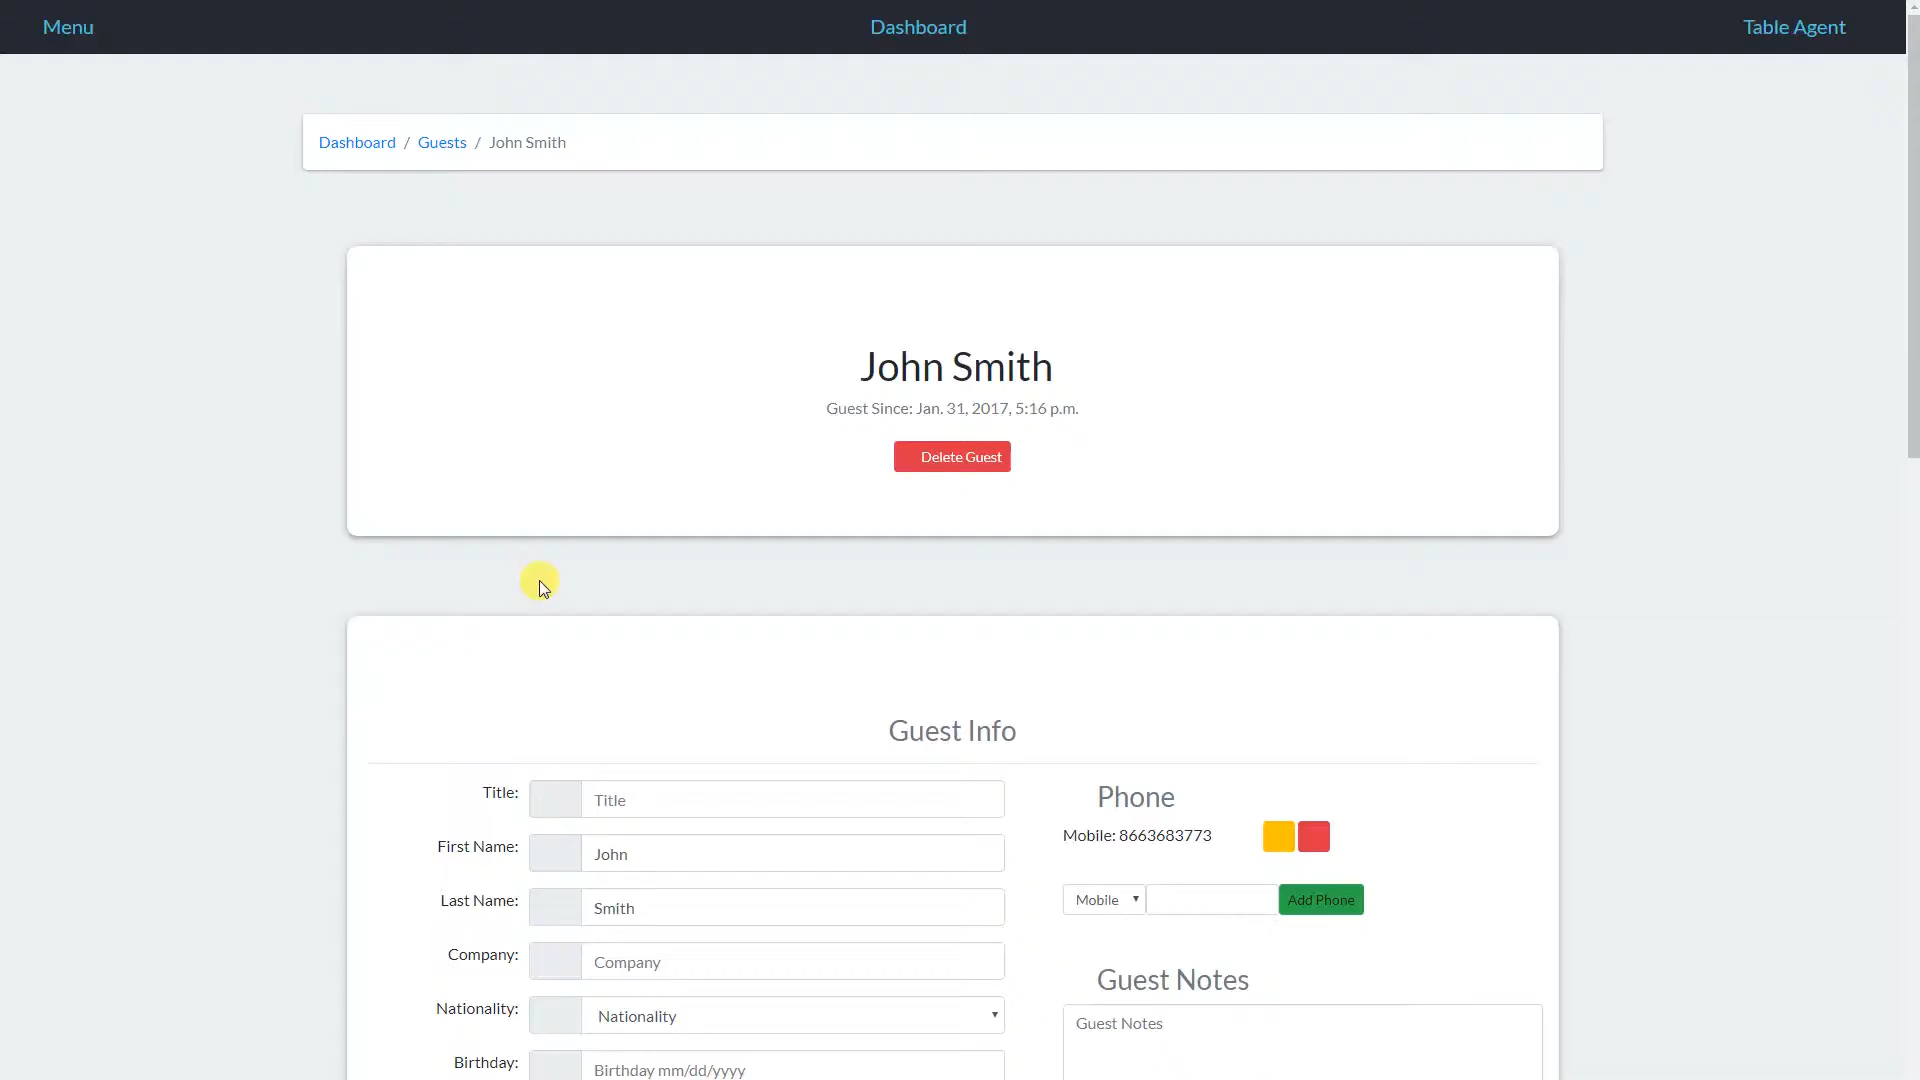 Menu Dashboard Table Agent
Dashboard / Guests / John Smith
John Smith
Guest Since: Jan. 31, 2017, 5:16 p.m.
Delete Guest
Guest Info
Title: Title
First Name: John
Last Name: Smith
Company: Company
Nationality: Nationality
Birthday: Birthday mm/dd/yyyy
Phone
Mobile: 8663683773
Mobile Add Phone
Guest Notes
Guest Notes